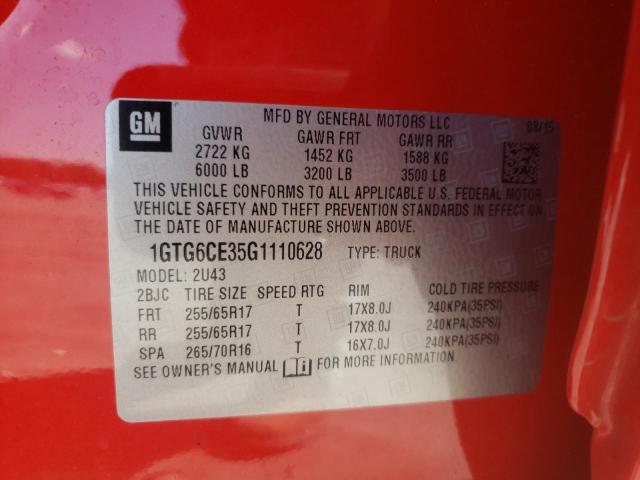 GM
MFD BY GENERAL MOTORS LLC 08/15
GVWR GAWR FRT GAWR RR
2722 KG 1452 KG 1588 KG
6000 LB 3200 LB 3500 LB
THIS VEHICLE CONFORMS TO ALL APPLICABLE U.S. FEDERAL MOTOR
VEHICLE SAFETY AND THEFT PREVENTION STANDARDS IN EFFECT ON
THE DATE OF MANUFACTURE SHOWN ABOVE.
1GTG6CE35G1110628 TYPE: TRUCK
MODEL: 2U43
2BJC TIRE SIZE SPEED RTG RIM COLD TIRE PRESSURE
FRT 255/65R17 T 17X8.0J 240KPA(35PSI)
RR 255/65R17 T 17X8.0J 240KPA(35PSI)
SPA 265/70R16 T 16X7.0J 240KPA(35PSI)
SEE OWNER'S MANUAL FOR MORE INFORMATION.